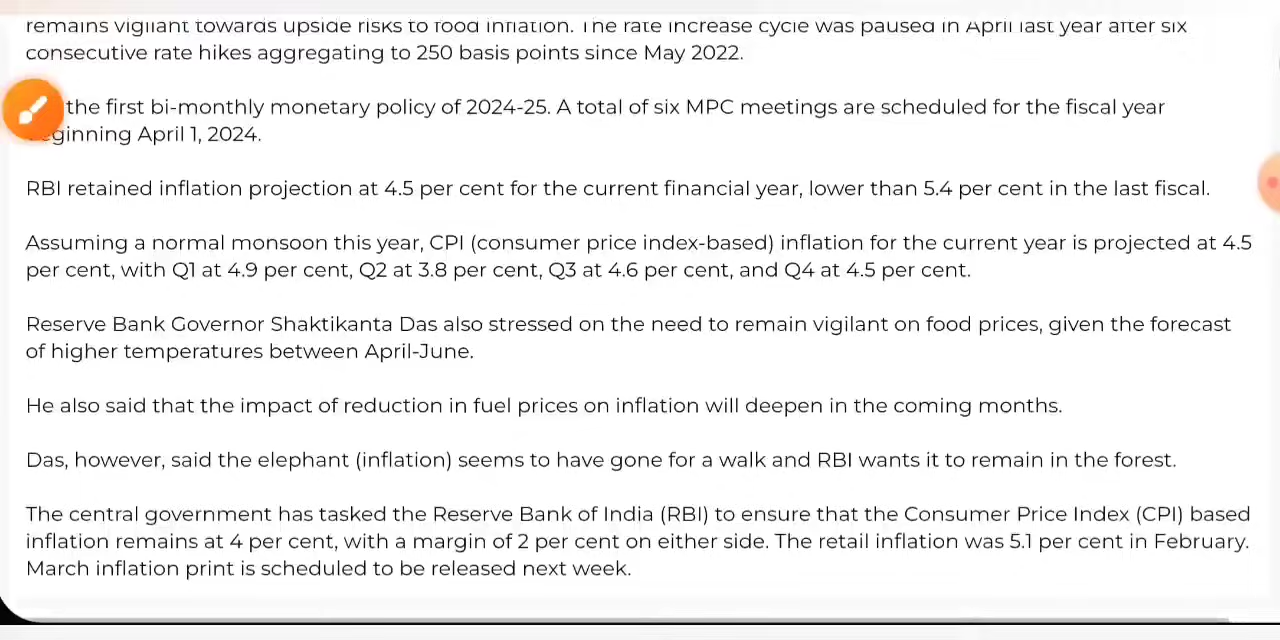 remains vigilant towards upside risks to food inflation. The rate increase cycle was paused in April last year after six
consecutive rate hikes aggregating to 250 basis points since May 2022.
the first bi-monthly monetary policy of 2024-25. A total of six MPC meetings are scheduled for the fiscal year
ginning April 1, 2024.
RBI retained inflation projection at 4.5 per cent for the current financial year, lower than 5.4 per cent in the last fiscal.
Assuming a normal monsoon this year, CPI (consumer price index-based) inflation for the current year is projected at 4.5
per cent, with Q1 at 4.9 per cent, Q2 at 3.8 per cent, Q3 at 4.6 per cent, and Q4 at 4.5 per cent.
Reserve Bank Governor Shaktikanta Das also stressed on the need to remain vigilant on food prices, given the forecast
of higher temperatures between April-June.
He also said that the impact of reduction in fuel prices on inflation will deepen in the coming months.
Das, however, said the elephant (inflation) seems to have gone for a walk and RBI wants it to remain in the forest.
The central government has tasked the Reserve Bank of India (RBI) to ensure that the Consumer Price Index (CPI) based
inflation remains at 4 per cent, with a margin of 2 per cent on either side. The retail inflation was 5.1 per cent in February.
March inflation print is scheduled to be released next week.